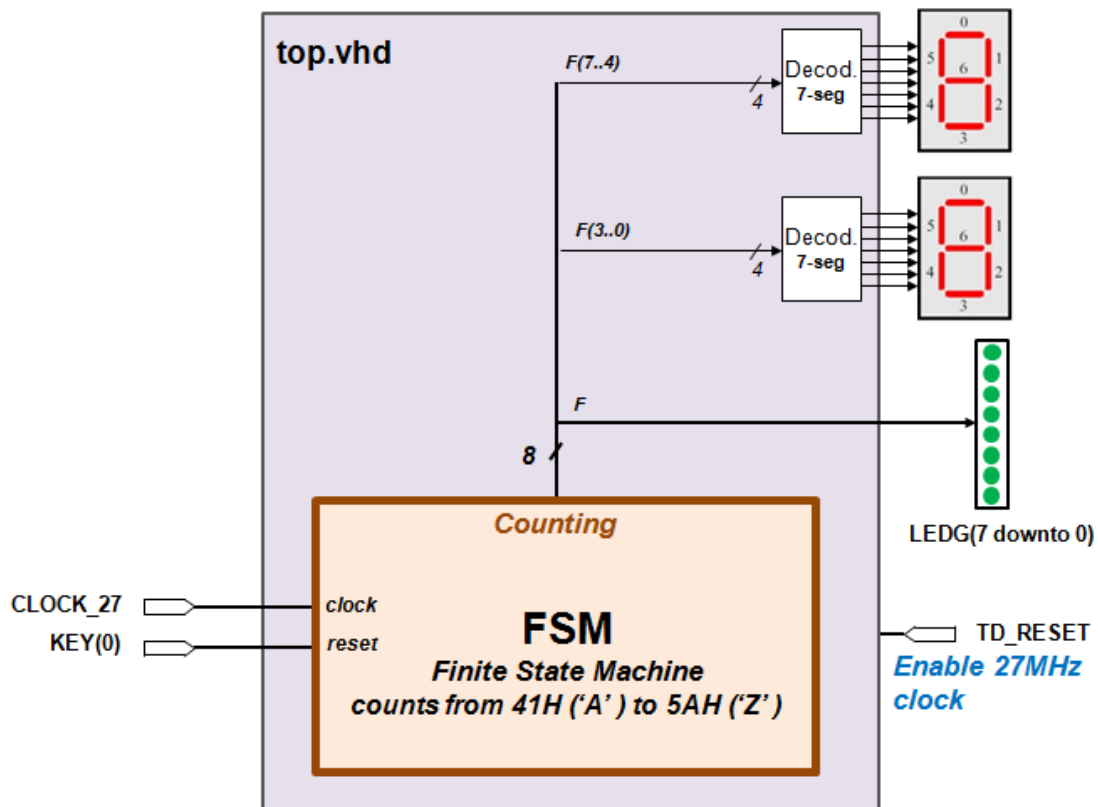 top.vhd
F(7..4)
4
Decod.
7-seg
0
5
6
1
4
2
3
F(3..0)
4
Decod.
7-seg
0
5
6
1
4
2
3
F
8
LEDG(7 downto 0)
Counting
CLOCK_27
clock
KEY(0)
reset
FSM
Finite State Machine
counts from 41H (‘A’ ) to 5AH (‘Z’ )
TD_RESET
Enable 27MHz
clock